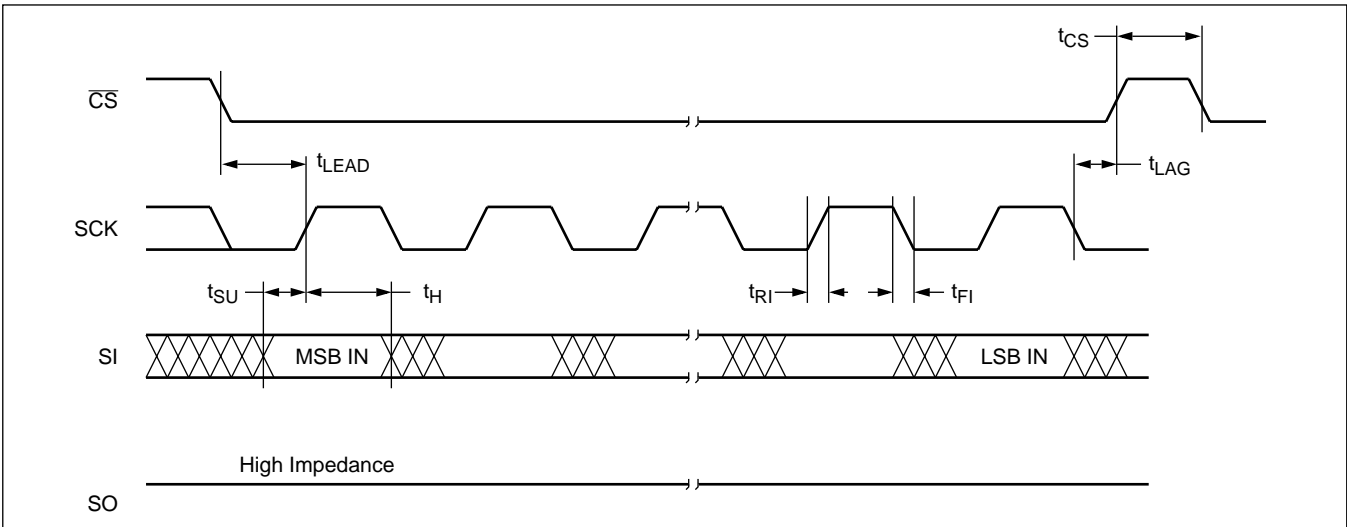 tCS
CS
tLEAD
tLAG
SCK
tSU
tH
tRI
tFI
SI
MSB IN
LSB IN
High Impedance
SO